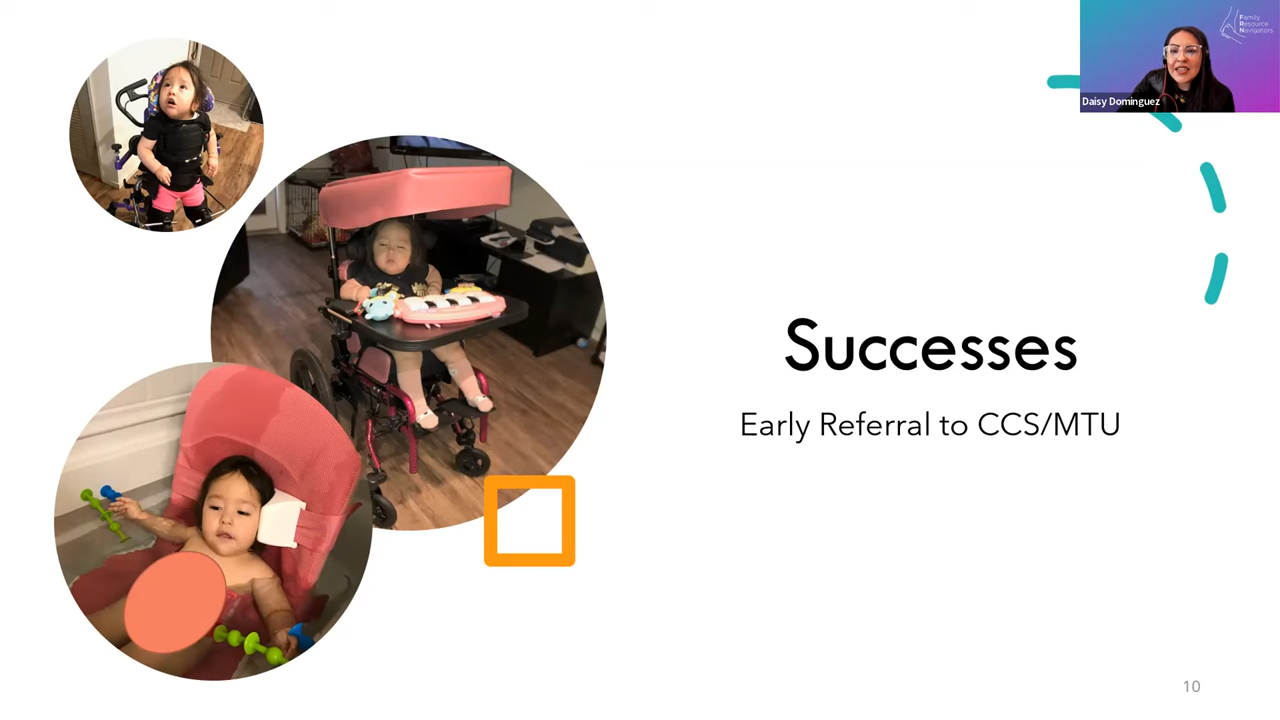 Family
Resource
Navigators
Daisy Dominguez
Successes
Early Referral to CCS/MTU
10